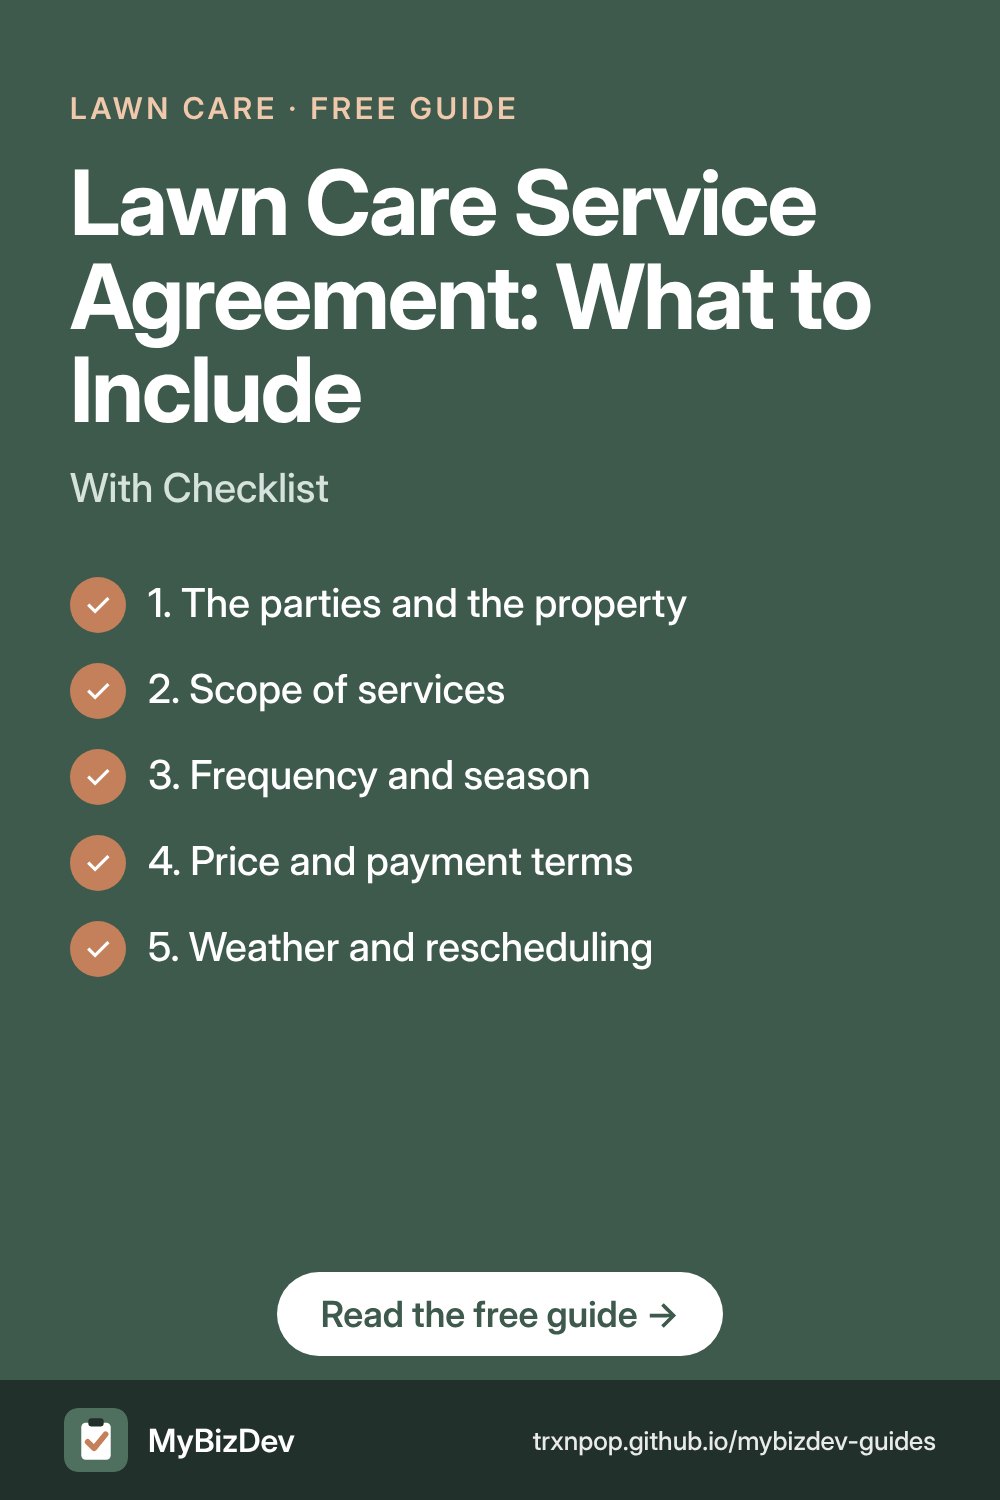 LAWN CARE · FREE GUIDE
Lawn Care Service
Agreement: What to
Include
With Checklist
1. The parties and the property
2. Scope of services
3. Frequency and season
4. Price and payment terms
5. Weather and rescheduling
Read the free guide →
MyBizDev
trxnpop.github.io/mybizdev-guides